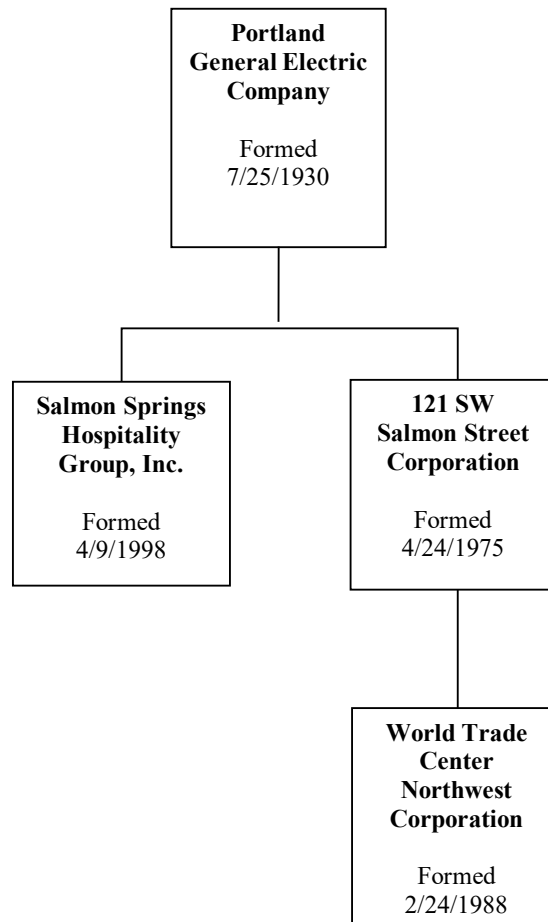 Portland
General Electric
Company
Formed
7/25/1930
Salmon Springs
Hospitality
Group, Inc.
Formed
4/9/1998
121 SW
Salmon Street
Corporation
Formed
4/24/1975
World Trade
Center
Northwest
Corporation
Formed
2/24/1988